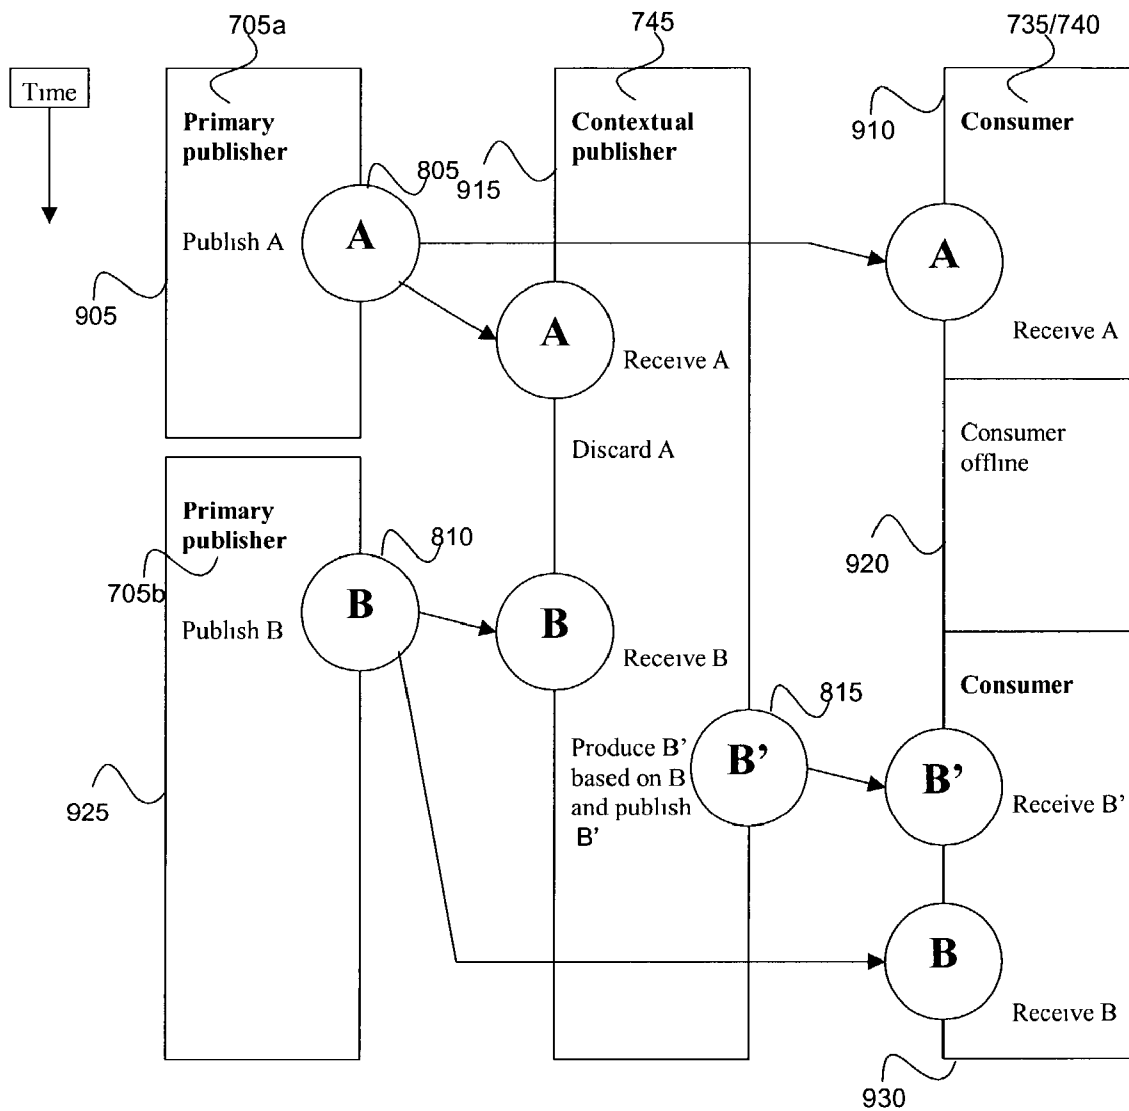 705a
745
735/740
Time
Primary
publisher
Contextual
publisher
910
Consumer
805
915
Publish A
A
A
905
A
Receive A
Receive A
Discard A
Consumer
offline
Primary
publisher
810
920
705b
B
B
Publish B
Receive B
Consumer
815
Produce B'
based on B
and publish
B'
B'
B'
Receive B'
925
B
Receive B
930